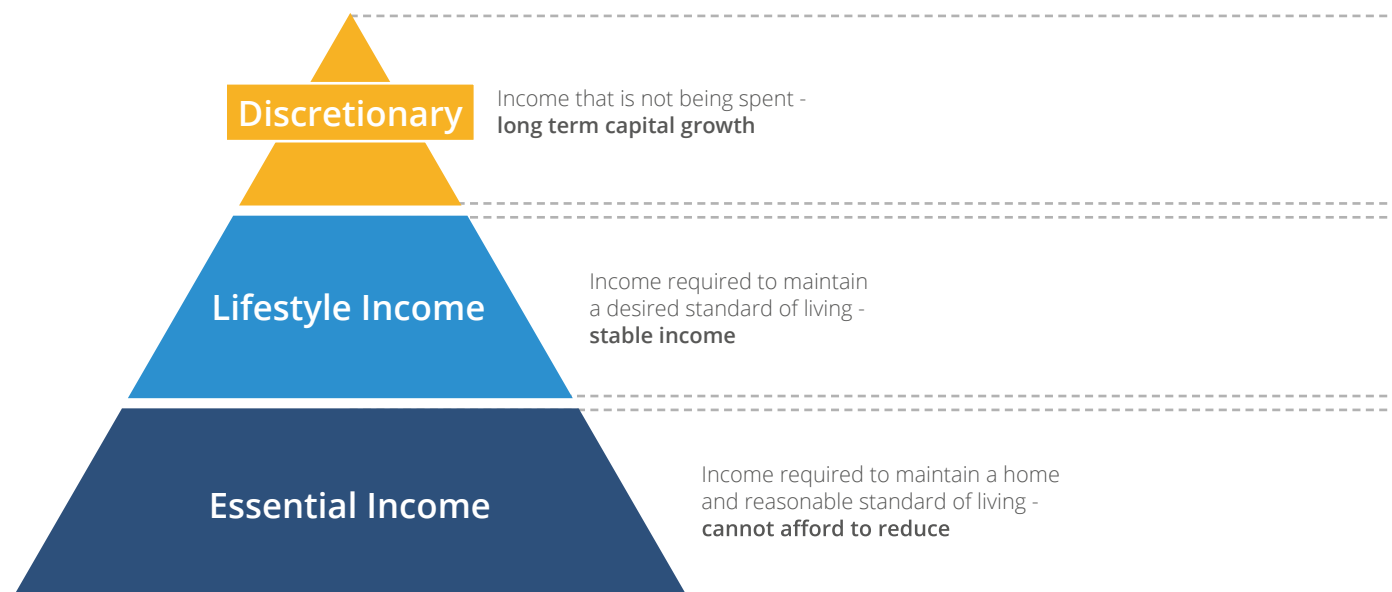 Discretionary
Income that is not being spent -
long term capital growth
Lifestyle Income
Income required to maintain
a desired standard of living -
stable income
Essential Income
Income required to maintain a home
and reasonable standard of living -
cannot afford to reduce